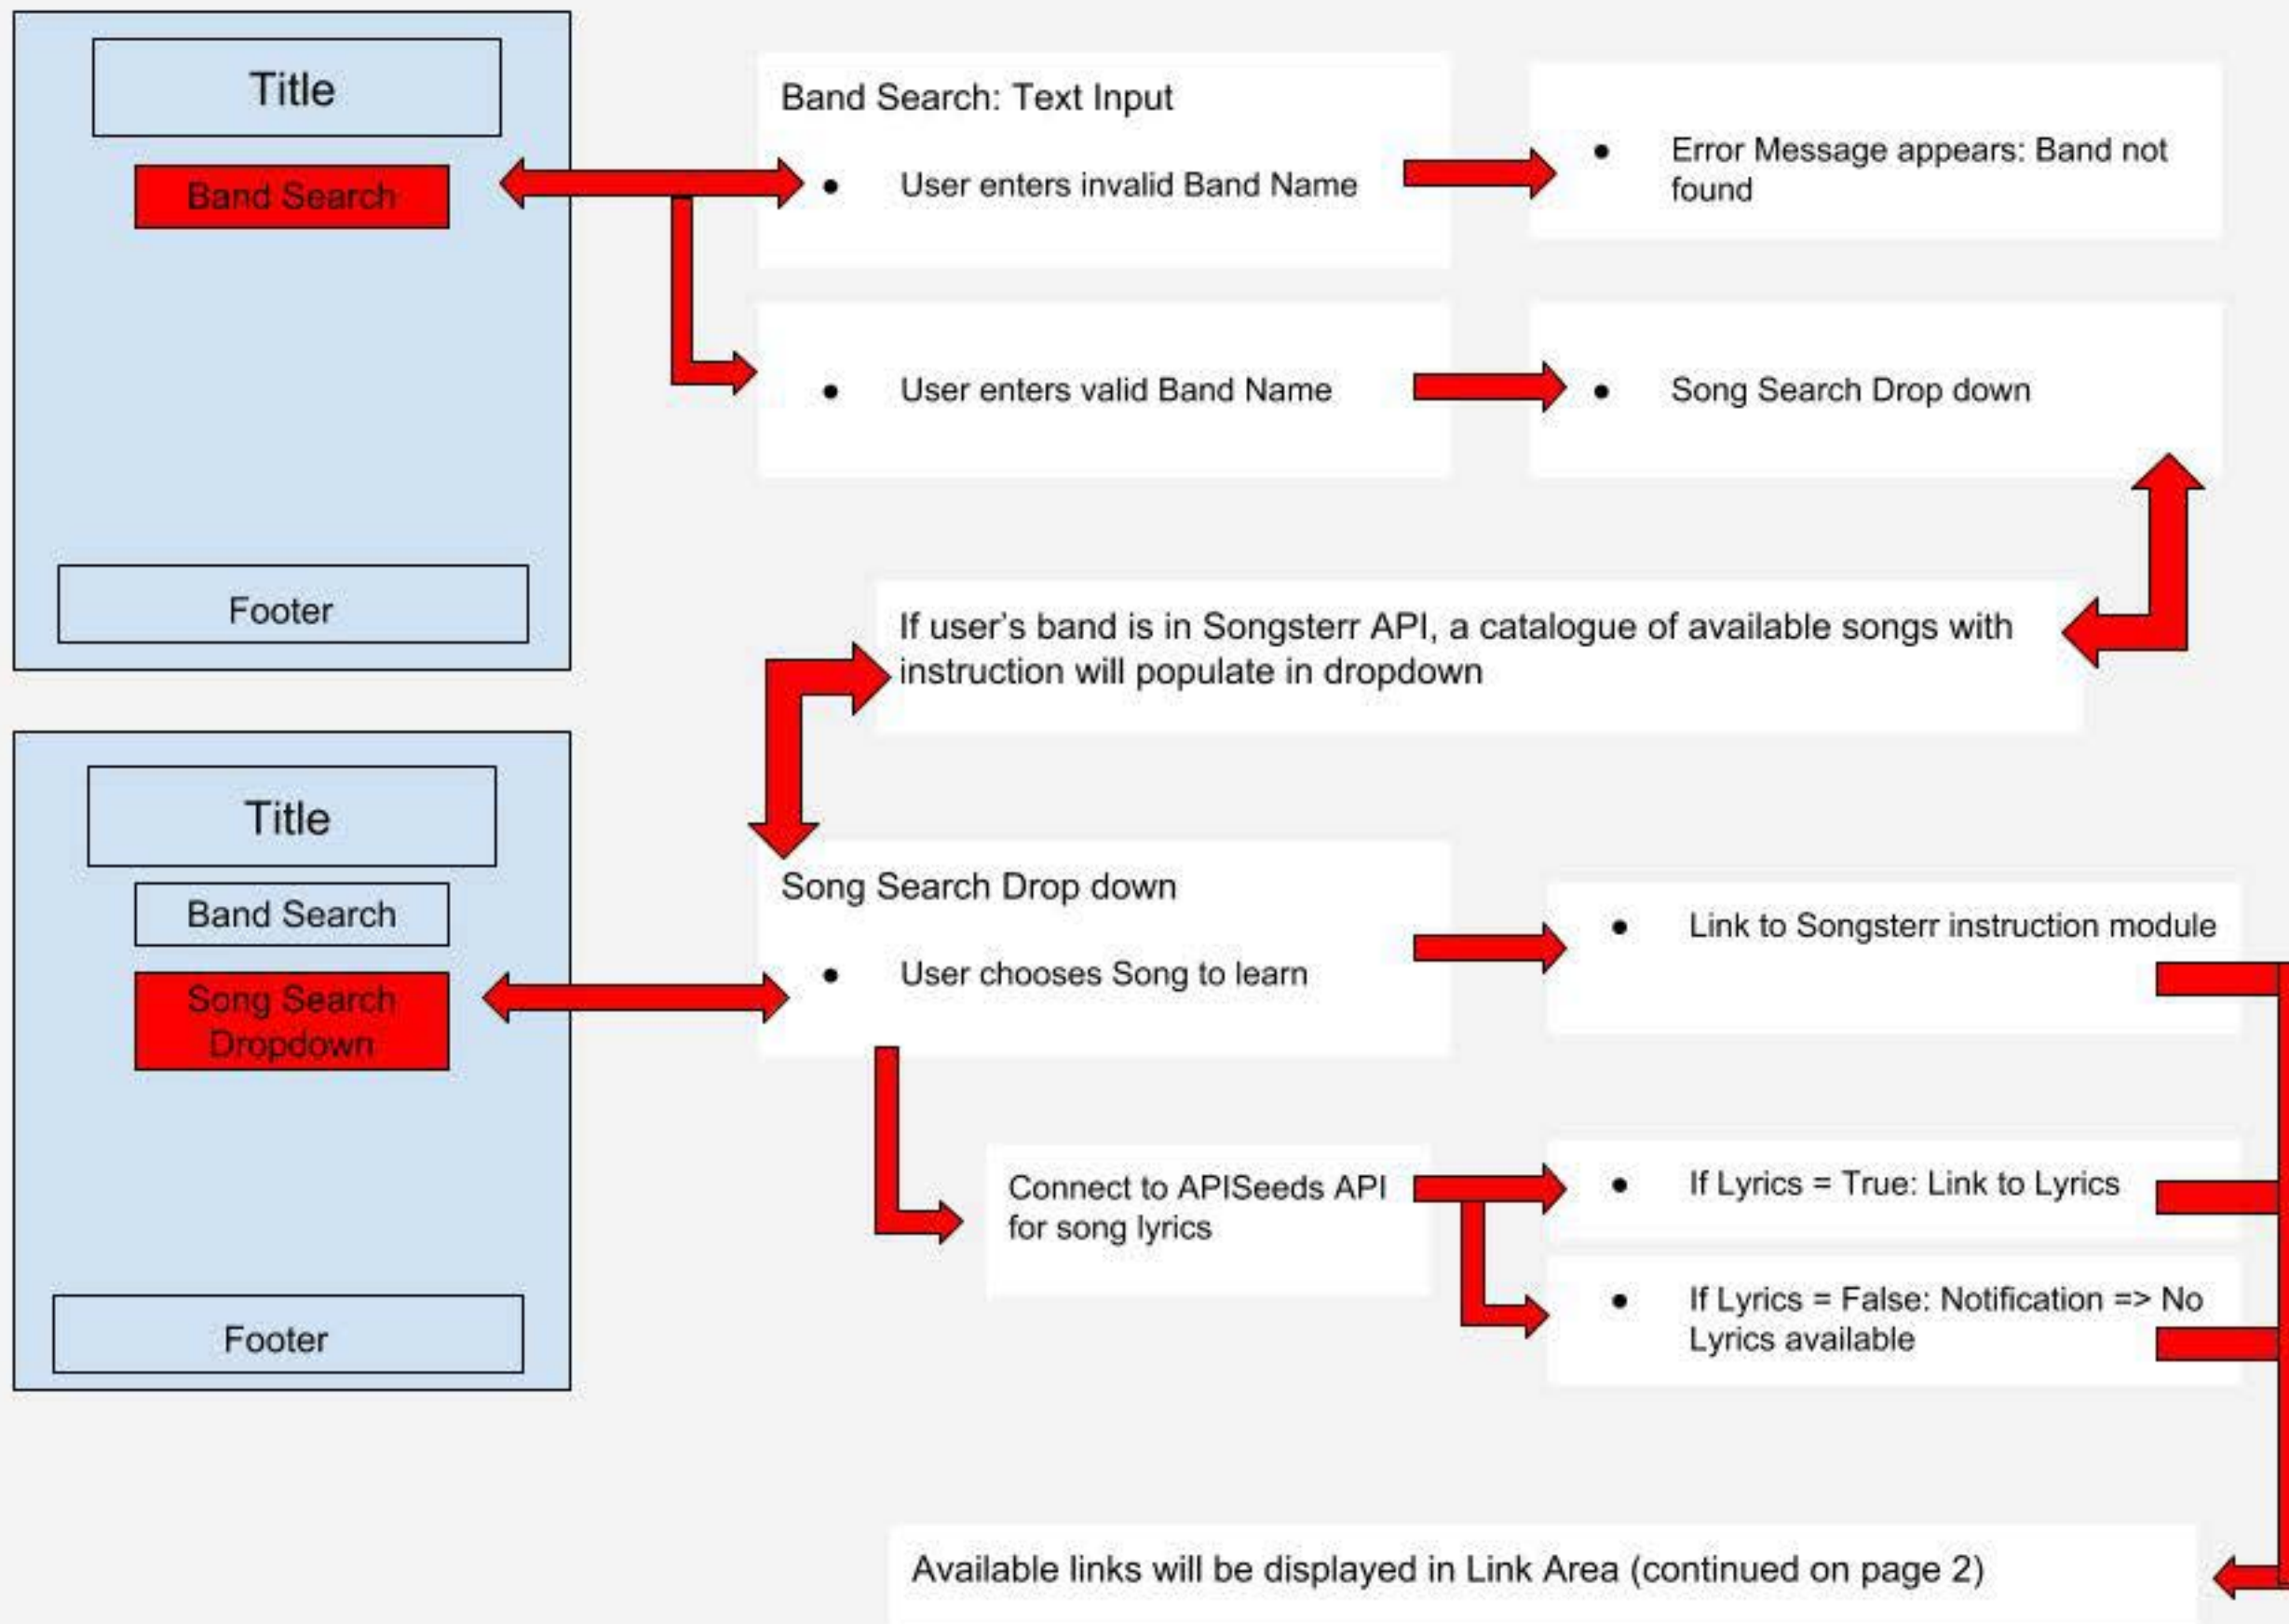 Title
Band Search
Footer
Band Search: Text Input
● User enters invalid Band Name
● Error Message appears: Band not
found
● User enters valid Band Name
● Song Search Drop down
If user's band is in Songsterr API, a catalogue of available songs with
instruction will populate in dropdown
Title
Band Search
Song Search
Dropdown
Footer
Song Search Drop down
● User chooses Song to learn
● Link to Songsterr instruction module
Connect to APISeeds API
for song lyrics
● If Lyrics = True: Link to Lyrics
● If Lyrics = False: Notification => No
Lyrics available
Available links will be displayed in Link Area (continued on page 2)